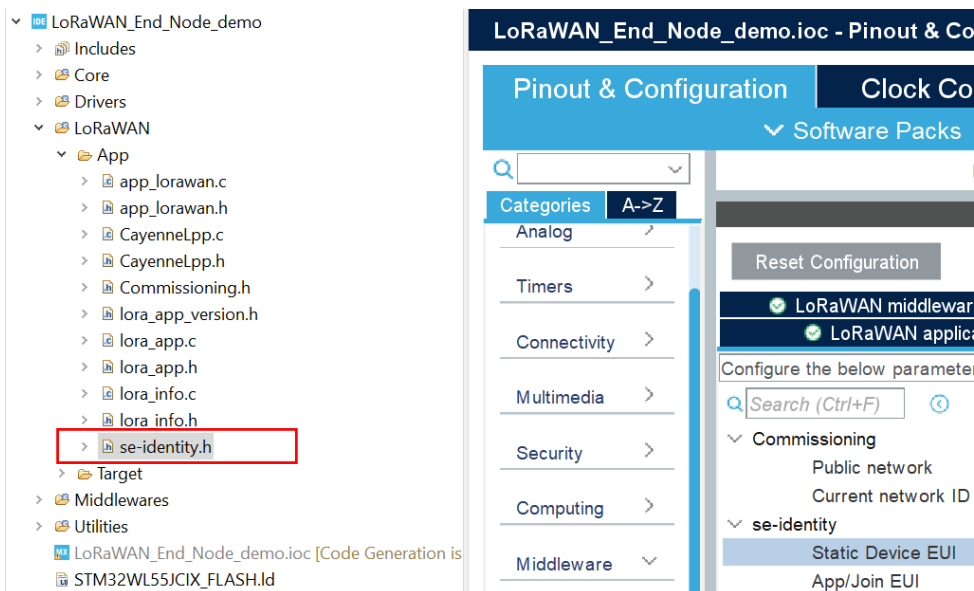 LoRaWAN_End_Node_demo
Includes
Core
Drivers
LoRaWAN
App
app_lorawan.c
app_lorawan.h
CayenneLpp.c
CayenneLpp.h
Commissioning.h
lora_app_version.h
lora_app.c
lora_app.h
lora_info.c
lora_info.h
se-identity.h
Target
Middlewares
Utilities
LoRaWAN_End_Node_demo.ioc [Code Generation is
STM32WL55JCIX_FLASH.ld
LoRaWAN_End_Node_demo.ioc - Pinout & Co
Pinout & Configuration
Clock Co
Software Packs
Categories
A->Z
Analog
Timers
Connectivity
Multimedia
Security
Computing
Middleware
Reset Configuration
LoRaWAN middlewar
LoRaWAN applica
Configure the below parameter
Search (Ctrl+F)
Commissioning
Public network
Current network ID
se-identity
Static Device EUI
App/Join EUI